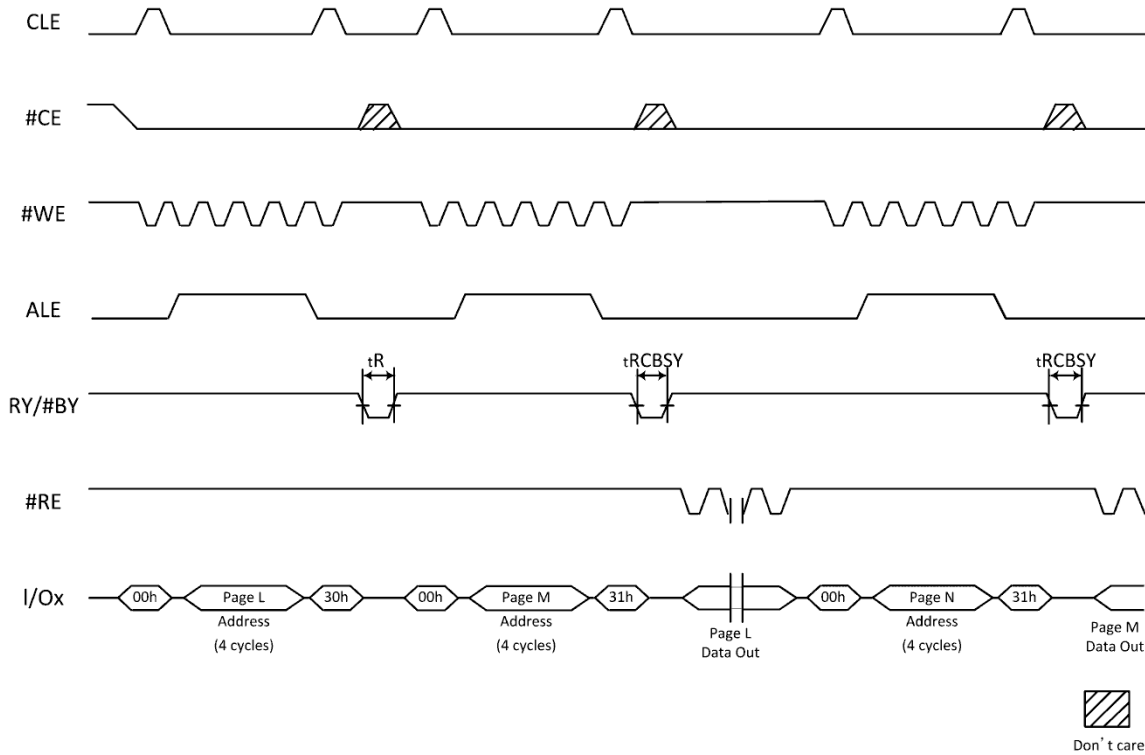 CLE
#CE
#WE
ALE
tR
tRCBSY
tRCBSY
RY/#BY
#RE
I/Ox
00h
Page L
30h
00h
Page M
31h
00h
Page N
31h
Address
(4 cycles)
Address
(4 cycles)
Page L
Data Out
Address
(4 cycles)
Page M
Data Out
Don't care